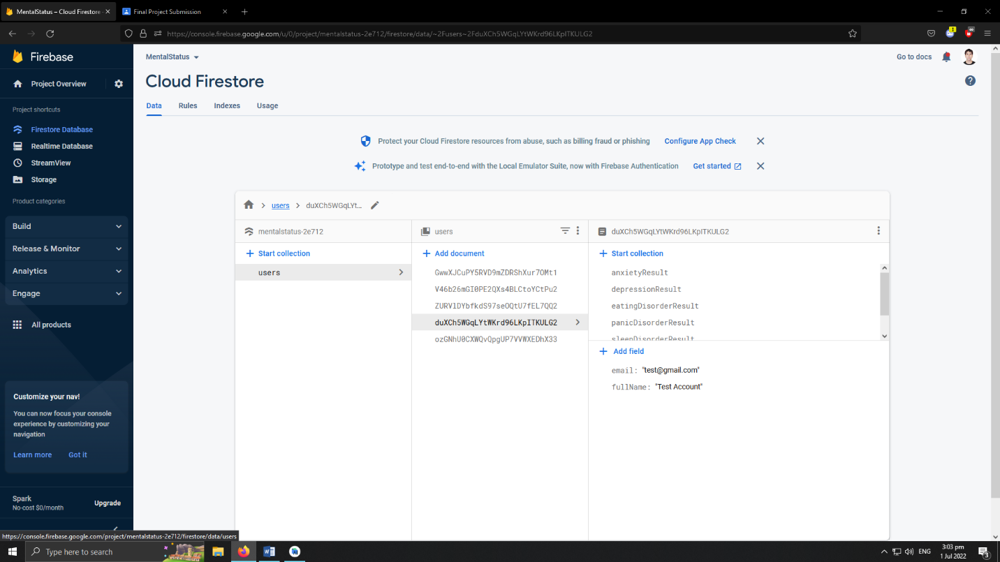 MentalStatus – Cloud Firestore -
Final Project Submission
https://console.firebase.google.com/u/0/project/mentalstatus-2e712/firestore/data/~2Fusers~2FduXCh5WGqLYtWKrd96LKpITKULG2
Firebase
Project Overview
Project shortcuts
Firestore Database
Realtime Database
StreamView
Storage
Product categories
Build
Release & Monitor
Analytics
Engage
All products
Customize your nav!
You can now focus your console
experience by customizing your
navigation
Learn more Got it
Spark
No-cost $0/month
Upgrade
MentalStatus
Go to docs
Cloud Firestore
Data Rules Indexes Usage
Protect your Cloud Firestore resources from abuse, such as billing fraud or phishing Configure App Check
Prototype and test end-to-end with the Local Emulator Suite, now with Firebase Authentication Get started
users duXCh5WGqLYt...
mentalstatus-2e712
Start collection
users
users
Add document
GwwXJCuPY5RVD9mZDRShXur7OMt1
V46b26mGI0PE2QXs4BLCtoYCtPu2
ZURVlDYbfkdS97seOQtU7fEL7QQ2
duXCh5WGqLYtWKrd96LKpITKULG2
ozGNhU0CXWQvQpgUP7VVWXEDhX33
duXCh5WGqLYtWKrd96LKpITKULG2
Start collection
anxietyResult
depressionResult
eatingDisorderResult
panicDisorderResult
sleepDisorderResult
Add field
email: "test@gmail.com"
fullName: "Test Account"
https://console.firebase.google.com/project/mentalstatus-2e712/firestore/data/users
Type here to search
ENG
3:03 pm
1 Jul 2022
3